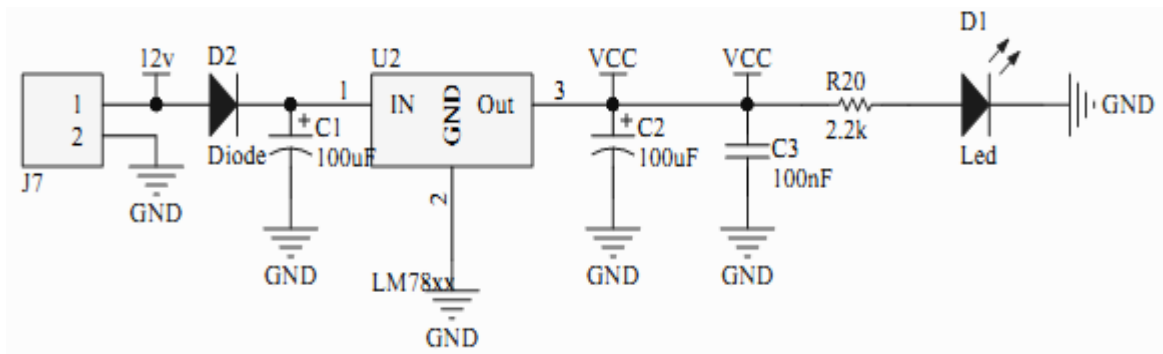 12v
D2
U2
VCC
VCC
D1
1
2
J7
GND
Diode
C1
100uF
1
IN
GND
Out
3
2
LM78xx
GND
GND
C2
100uF
GND
C3
100nF
GND
R20
2.2k
Led
GND